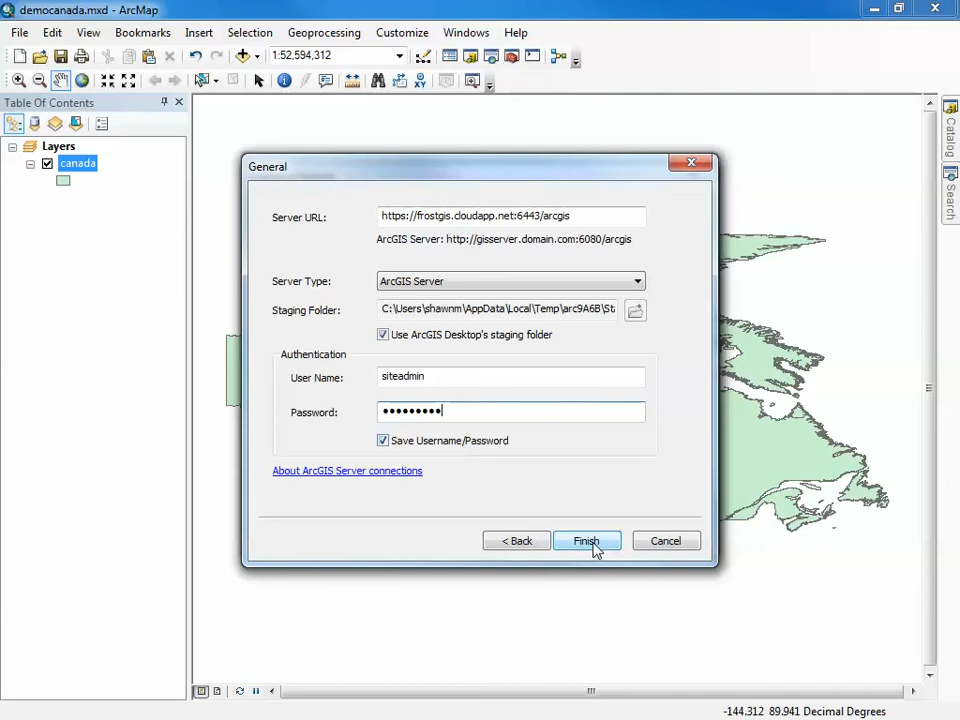 democanada.mxd - ArcMap
File Edit View Bookmarks Insert Selection Geoprocessing Customize Windows Help
1:52,594,312
Table Of Contents
Layers
canada
General
Server URL: https://frostgis.cloudapp.net:6443/arcgis
ArcGIS Server: http://gisserver.domain.com:6080/arcgis
Server Type: ArcGIS Server
Staging Folder: C:\Users\shawnm\AppData\Local\Temp\arc9A6B\St
Use ArcGIS Desktop's staging folder
Authentication
User Name: siteadmin
Password: •••••••••
Save Username/Password
About ArcGIS Server connections
< Back Finish Cancel
Catalog
Search
-144.312 89.941 Decimal Degrees